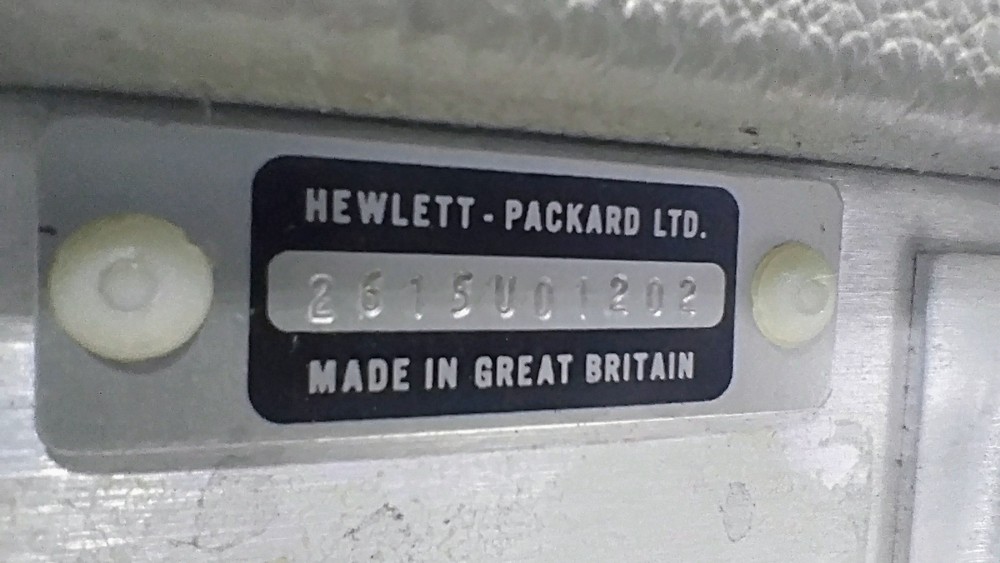 HEWLETT-PACKARD LTD.
2615U01202
MADE IN GREAT BRITAIN